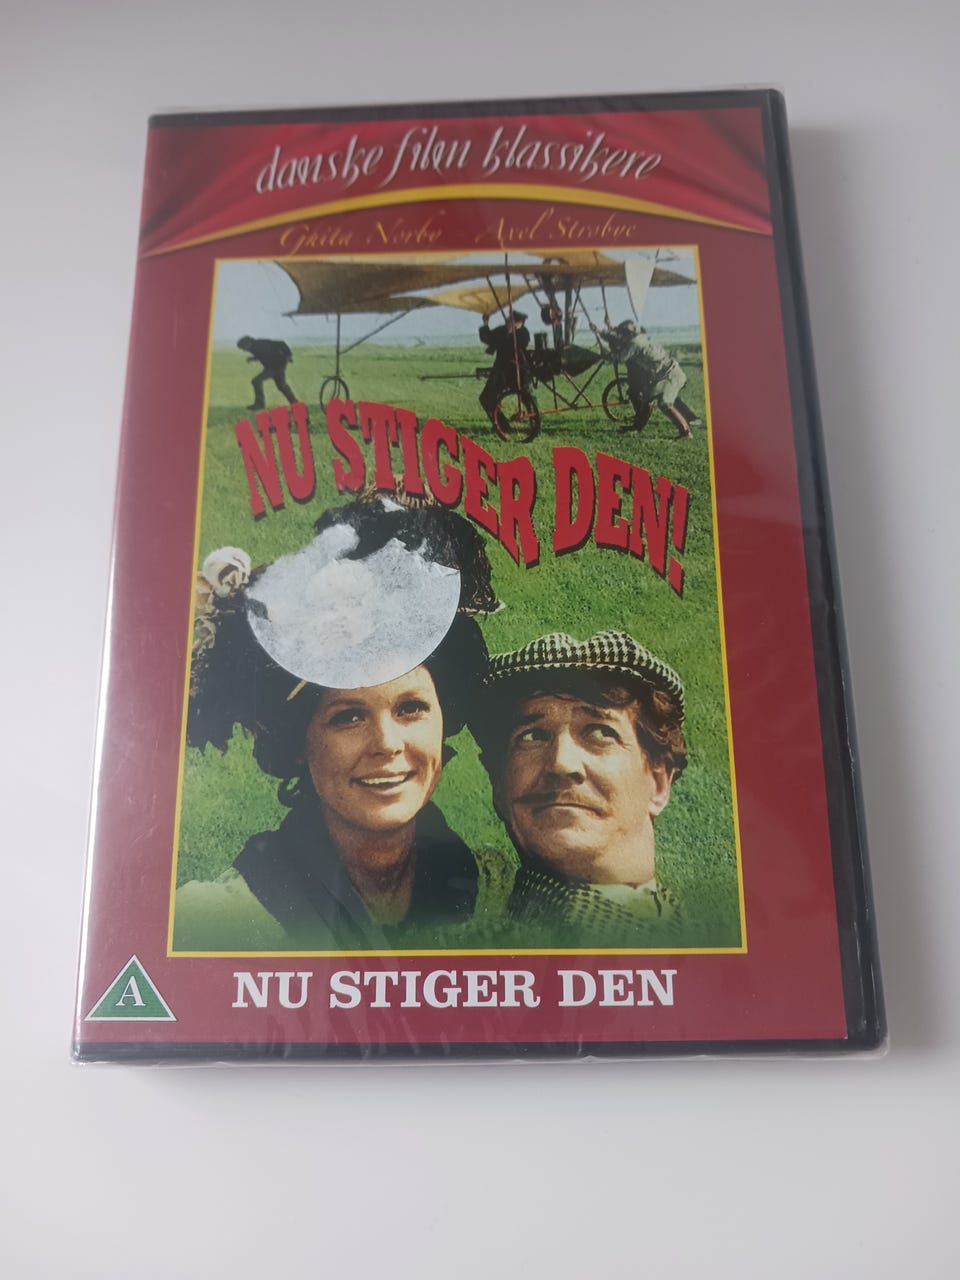 danske film klassikere
Ghita Nørby - Axel Strøbye
NU STIGER DEN!
A
NU STIGER DEN